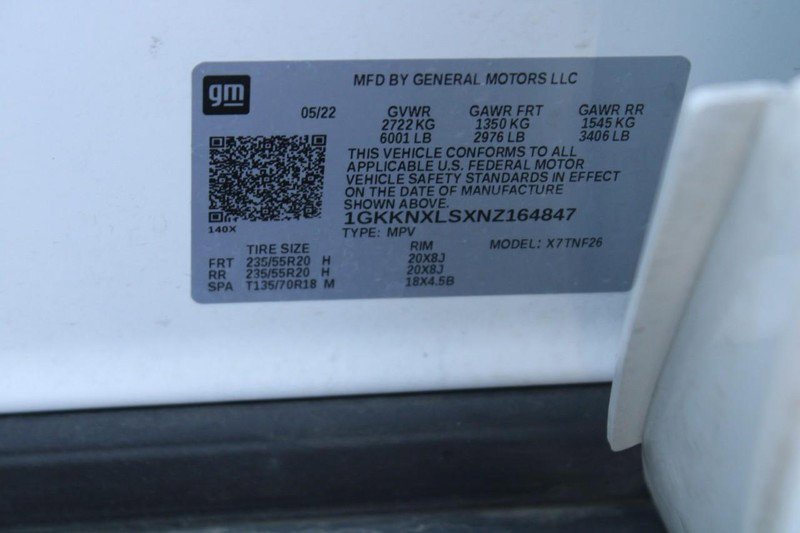 gm
MFD BY GENERAL MOTORS LLC
05/22 GVWR GAWR FRT GAWR RR
2722 KG 1350 KG 1545 KG
6001 LB 2976 LB 3406 LB
THIS VEHICLE CONFORMS TO ALL
APPLICABLE U.S. FEDERAL MOTOR
VEHICLE SAFETY STANDARDS IN EFFECT
ON THE DATE OF MANUFACTURE
SHOWN ABOVE.
140X
1GKKNXLSXNZ164847
TYPE: MPV MODEL: X7TNF26
TIRE SIZE RIM
FRT 235/55R20 H 20X8J
RR 235/55R20 H 20X8J
SPA T135/70R18 M 18X4.5B